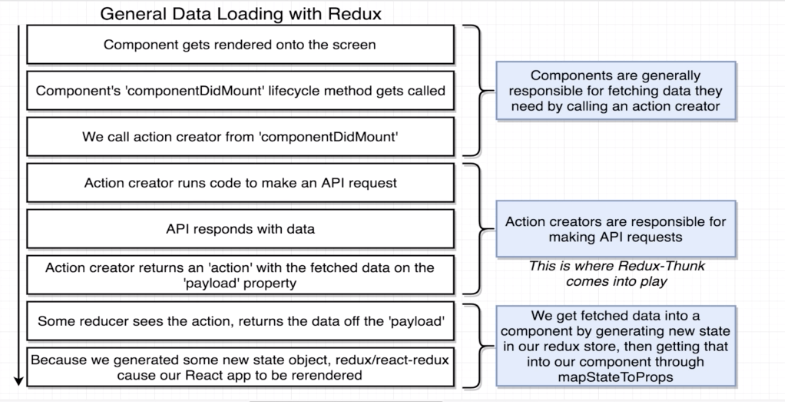 General Data Loading with Redux
Component gets rendered onto the screen
Component's 'componentDidMount' lifecycle method gets called
We call action creator from 'componentDidMount'
Components are generally
responsible for fetching data they
need by calling an action creator
Action creator runs code to make an API request
API responds with data
Action creator returns an 'action' with the fetched data on the
'payload' property
Action creators are responsible for
making API requests
This is where Redux-Thunk
comes into play
Some reducer sees the action, returns the data off the 'payload'
Because we generated some new state object, redux/react-redux
cause our React app to be rerendered
We get fetched data into a
component by generating new state
in our redux store, then getting that
into our component through
mapStateToProps